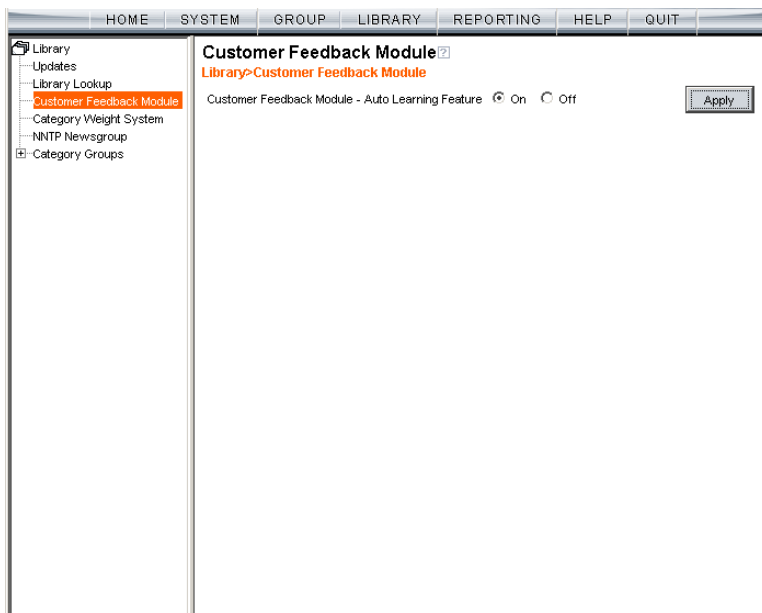 HOME SYSTEM GROUP LIBRARY REPORTING HELP QUIT
Library
Updates
Library Lookup
Customer Feedback Module
Category Weight System
NNTP Newsgroup
Category Groups
Customer Feedback Module
Library>Customer Feedback Module
Customer Feedback Module - Auto Learning Feature On Off
Apply